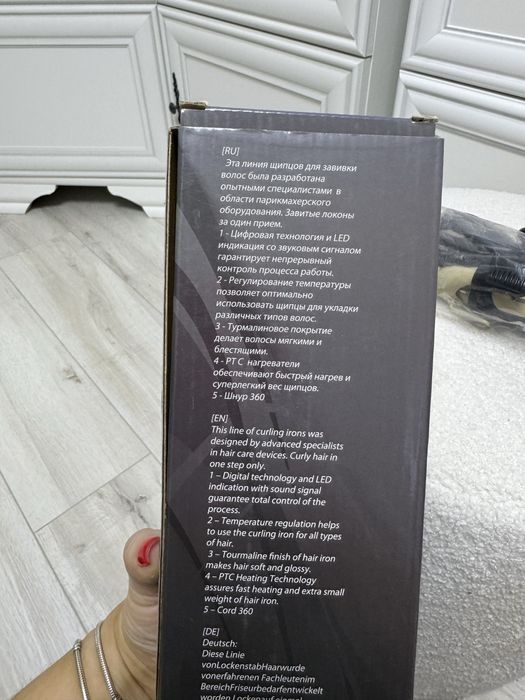 [RU]
Эта линия щипцов для завивки
волос была разработана
опытными специалистами в
области парикмахерского
оборудования. Завитые локоны
за один прием.
1 - Цифровая технология и LED
индикация со звуковым сигналом
гарантирует непрерывный
контроль процесса работы.
2 - Регулирование температуры
позволяет оптимально
использовать щипцы для укладки
различных типов волос.
3 - Турмалиновое покрытие
делает волосы мягкими и
блестящими.
4 - PTC нагреватели
обеспечивают быстрый нагрев и
суперлегкий вес щипцов.
5 - Шнур 360
[EN]
This line of curling irons was
designed by advanced specialists
in hair care devices. Curly hair in
one step only.
1 – Digital technology and LED
indication with sound signal
guarantee total control of the
process.
2 – Temperature regulation helps
to use the curling iron for all types
of hair.
3 – Tourmaline finish of hair iron
makes hair soft and glossy.
4 – PTC Heating Technology
assures fast heating and extra small
weight of hair iron.
5 – Cord 360
[DE]
Deutsch:
Diese Linie
vonLockenstabHaarwurde
vonerfahrenen Fachleutenim
BereichFriseurbedarfentwickelt
worden.Lockenauf einmal